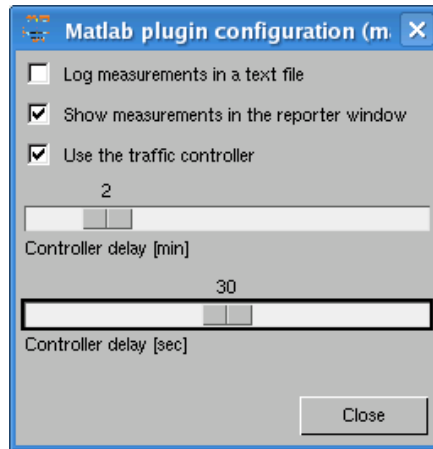 Matlab plugin configuration (m
Log measurements in a text file
Show measurements in the reporter window
Use the traffic controller
2
Controller delay [min]
30
Controller delay [sec]
Close